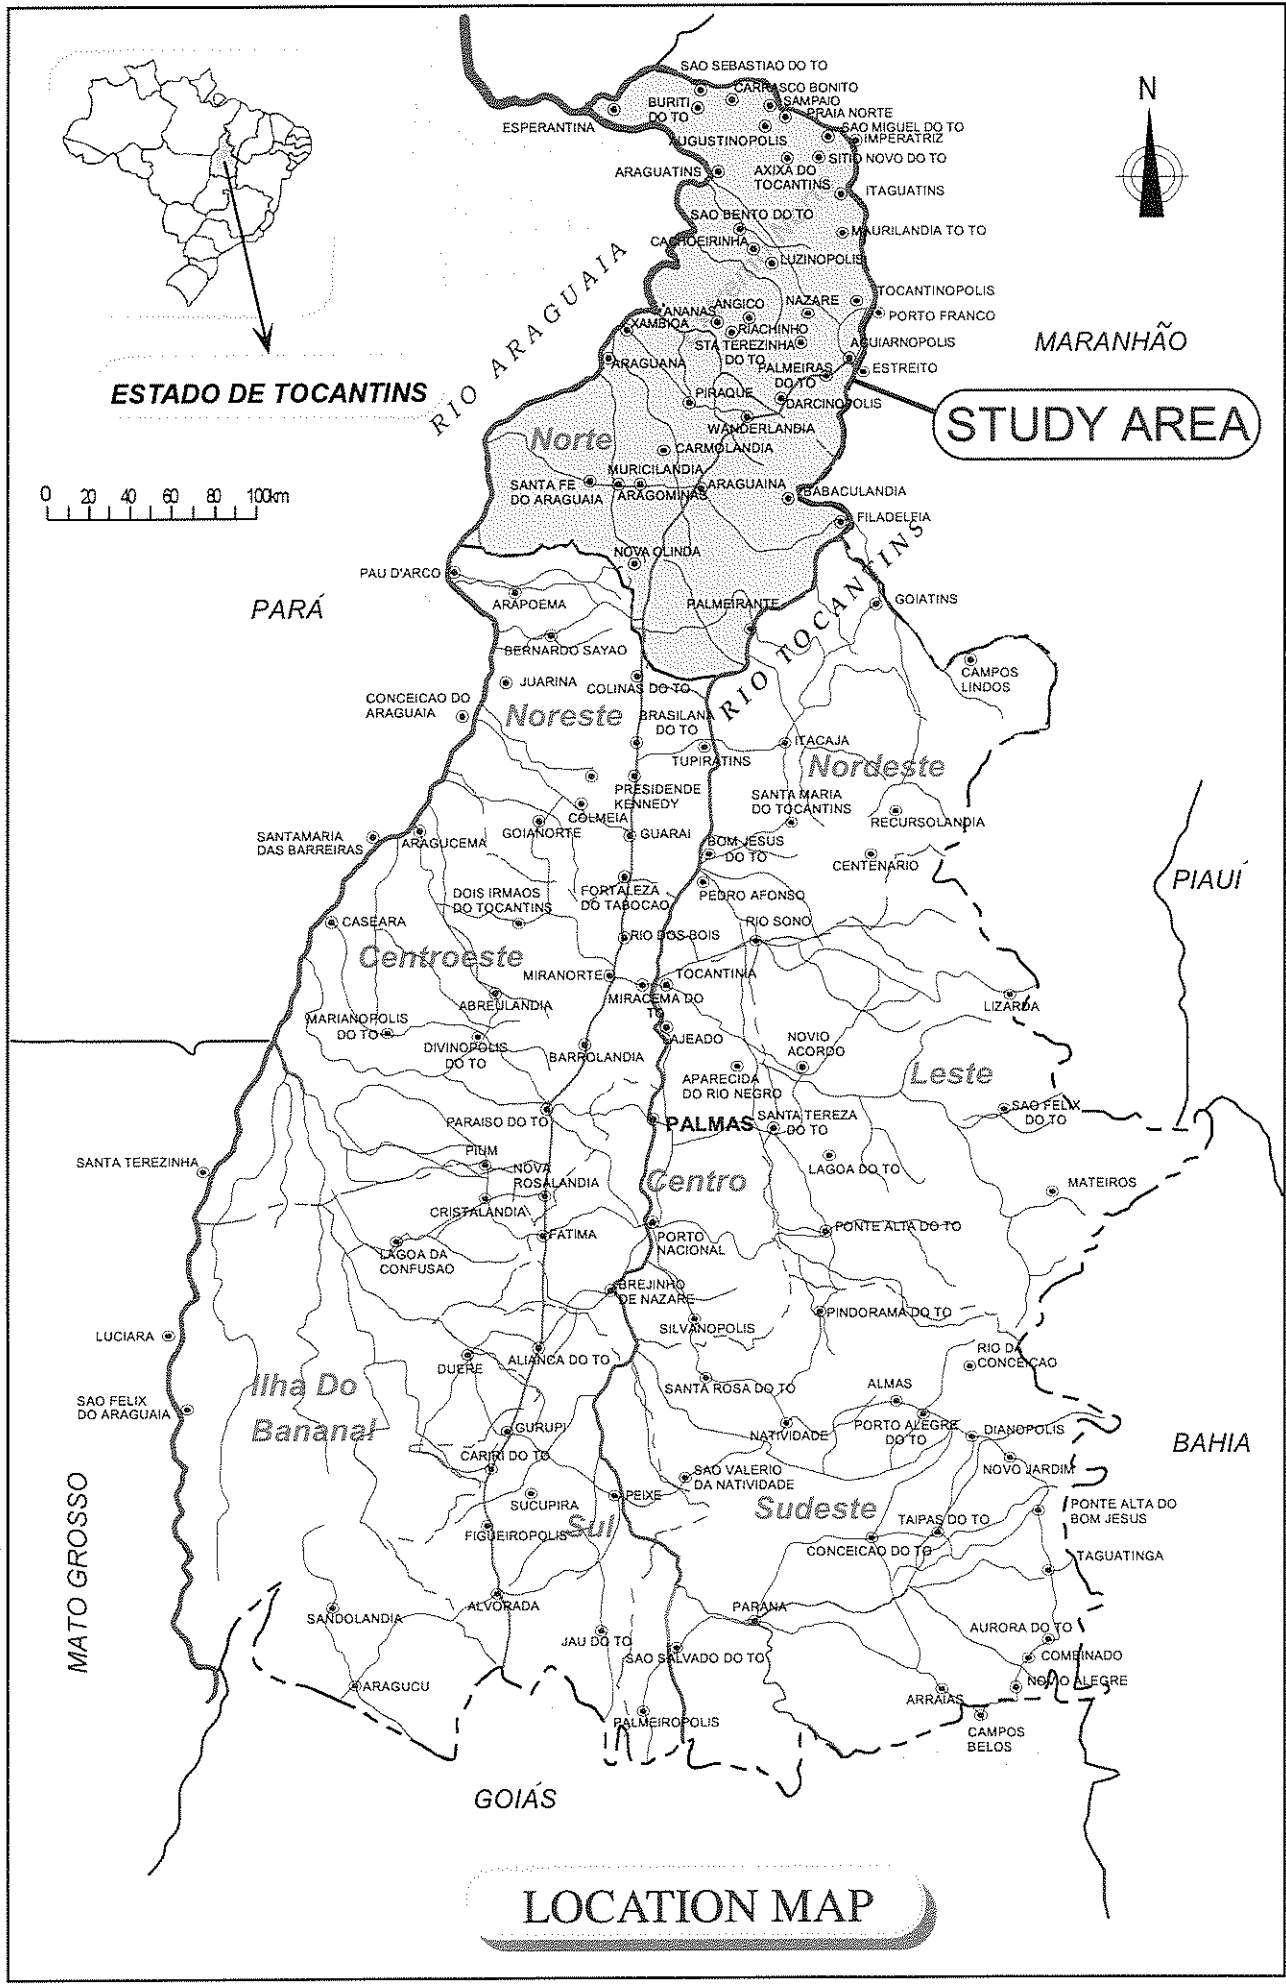 SAO SEBASTIAO DO TO
CARRASCO BONITO
BURITI
DO TO
SAMPAIO
PRAIA NORTE
ESPERANTINA
SAO MIGUEL DO TO
AUGUSTINOPOLIS
IMPERATRIZ
SITIO NOVO DO TO
ARAGUATINS
AXIXA DO
TOCANTINS
ITAGUATINS
SAO BENTO DO TO
MAURILANDIA TO TO
CACHOEIRINHA
LUZINOPOLIS
N
RIO ARAGUAIA
TOCANTINOPOLIS
NAZARE
ANGICO
ANANAS
PORTO FRANCO
XAMBIOA
RIACHINHO
MARANHÃO
STA TEREZINHA
DO TO
AGUIARNOPOLIS
ARAGUANA
ESTREITO
PALMEIRAS
DO TO
ESTADO DE TOCANTINS
PIRAQUE
DARCINOPOLIS
STUDY AREA
WANDERLANDIA
Norte
CARMOLANDIA
MURICILANDIA
SANTA FE
DO ARAGUAIA
ARAGOMINAS
ARAGUAINA
BABACULANDIA
0 20 40 60 80 100km
FILADELFIA
RIO TOCANTINS
NOVA OLINDA
PAU D'ARCO
PARÁ
ARAPOEMA
PALMEIRANTE
GOIATINS
BERNARDO SAYAO
CAMPOS
LINDOS
JUARINA
COLINAS DO TO
CONCEICAO DO
ARAGUAIA
Noreste
BRASILANA
DO TO
ITACAJA
TUPIRATINS
Nordeste
PRESIDENDE
KENNEDY
SANTA MARIA
DO TOCANTINS
COLMEIA
RECURSOLANDIA
GOIANORTE
GUARAI
SANTAMARIA
DAS BARREIRAS
ARAGUCEMA
BOM JESUS
DO TO
CENTENARIO
PIAUÍ
DOIS IRMAOS
DO TOCANTINS
FORTALEZA
DO TABOCAO
PEDRO AFONSO
CASEARA
RIO SONO
RIO DOS BOIS
Centroeste
MIRANORTE
TOCANTINIA
ABREULANDIA
MIRACEMA DO
TO
LIZARDA
MARIANOPOLIS
DO TO
DIVINOPOLIS
DO TO
LAJEADO
NOVIO
ACORDO
BARROLANDIA
APARECIDA
DO RIO NEGRO
Leste
SAO FELIX
DO TO
PARAISO DO TO
PALMAS
SANTA TEREZA
DO TO
PIUM
SANTA TEREZINHA
NOVA
ROSALANDIA
LAGOA DO TO
Centro
MATEIROS
CRISTALANDIA
PONTE ALTA DO TO
FATIMA
PORTO
NACIONAL
LAGOA DA
CONFUSAO
BREJINHO
DE NAZARE
PINDORAMA DO TO
SILVANOPOLIS
LUCIARA
RIO DA
CONCEICAO
DUERE
ALIANCA DO TO
SANTA ROSA DO TO
ALMAS
Ilha Do
Bananal
SAO FELIX
DO ARAGUAIA
GURUPI
NATIVIDADE
PORTO ALEGRE
DO TO
DIANOPOLIS
BAHIA
CARIRI DO TO
NOVO JARDIM
SAO VALERIO
DA NATIVIDADE
SUCUPIRA
PEIXE
Sudeste
PONTE ALTA DO
BOM JESUS
MATO GROSSO
FIGUEIROPOLIS
Sul
TAIPAS DO TO
CONCEICAO DO TO
TAGUATINGA
ALVORADA
SANDOLANDIA
PARANA
AURORA DO TO
JAU DO TO
SAO SALVADO DO TO
COMBINADO
ARAGUCU
NOVO ALEGRE
ARRAIAS
PALMEIROPOLIS
CAMPOS
BELOS
GOIÁS
LOCATION MAP